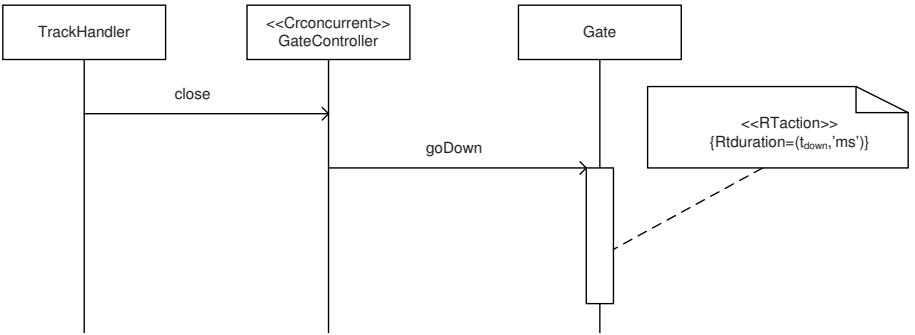 TrackHandler
<<Crconcurrent>>
GateController
Gate
close
goDown
<<RTaction>>
{Rtduration=(tdown,'ms')}